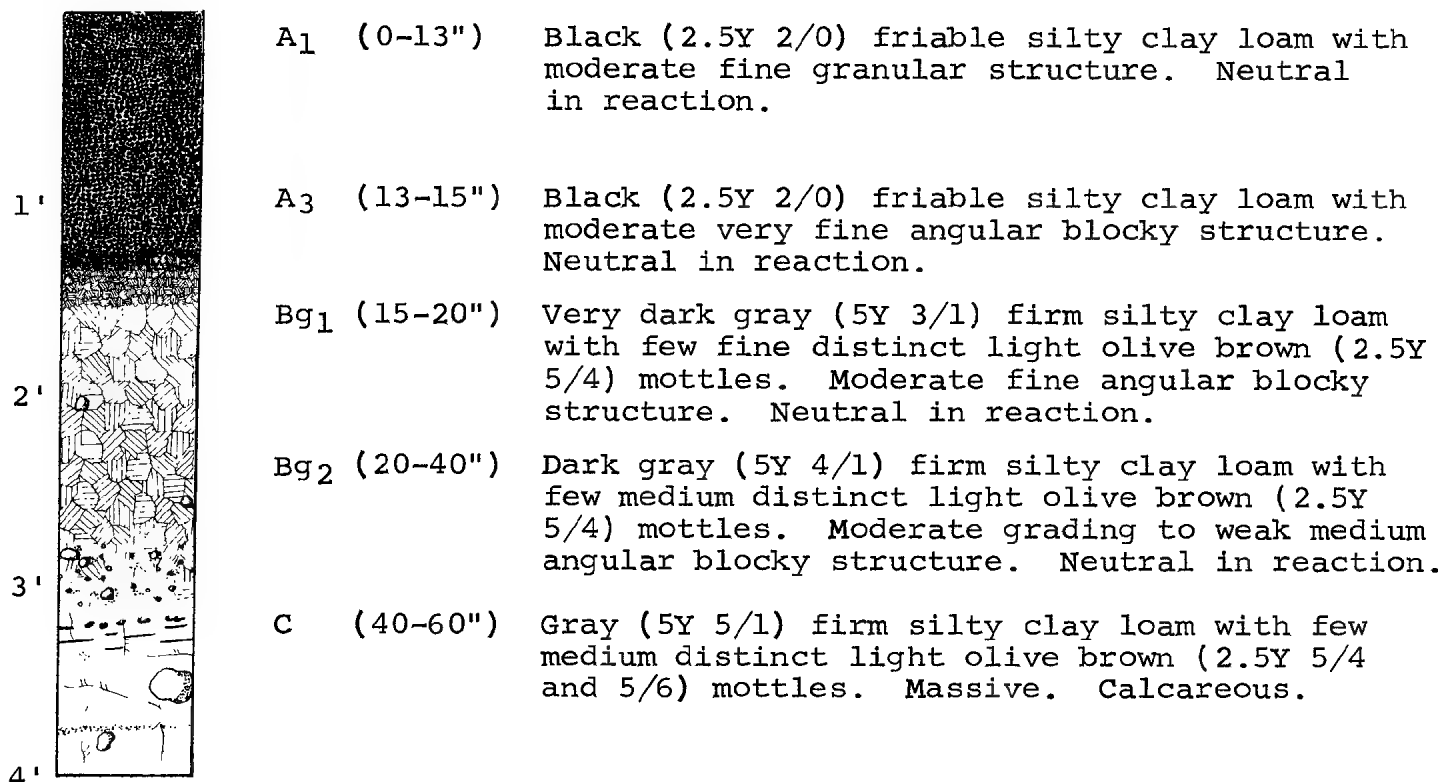 A1 (0-13") Black (2.5Y 2/0) friable silty clay loam with
moderate fine granular structure. Neutral
in reaction.
1' A3 (13-15") Black (2.5Y 2/0) friable silty clay loam with
moderate very fine angular blocky structure.
Neutral in reaction.
Bg1 (15-20") Very dark gray (5Y 3/1) firm silty clay loam
with few fine distinct light olive brown (2.5Y
2' 5/4) mottles. Moderate fine angular blocky
structure. Neutral in reaction.
Bg2 (20-40") Dark gray (5Y 4/1) firm silty clay loam with
few medium distinct light olive brown (2.5Y
5/4) mottles. Moderate grading to weak medium
3' angular blocky structure. Neutral in reaction.
C (40-60") Gray (5Y 5/1) firm silty clay loam with few
medium distinct light olive brown (2.5Y 5/4
and 5/6) mottles. Massive. Calcareous.
4'